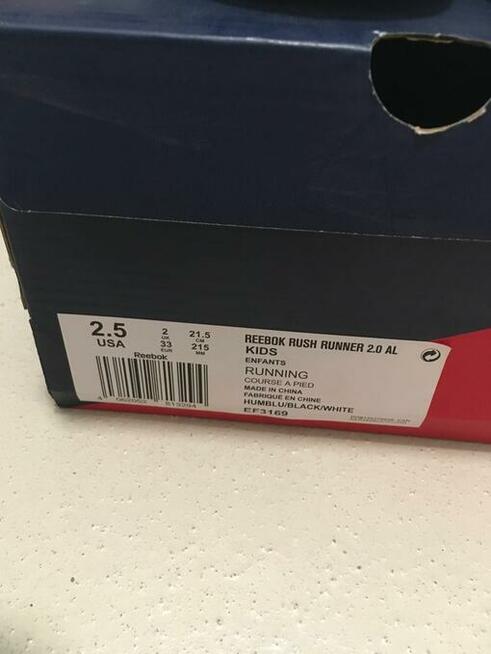 2.5
USA
2
UK
33
EUR
21.5
CM
215
MM
Reebok
REEBOK RUSH RUNNER 2.0 AL
KIDS
ENFANTS
RUNNING
COURSE A PIED
MADE IN CHINA
FABRIQUÉ EN CHINE
HUMBLU/BLACK/WHITE
EF3169